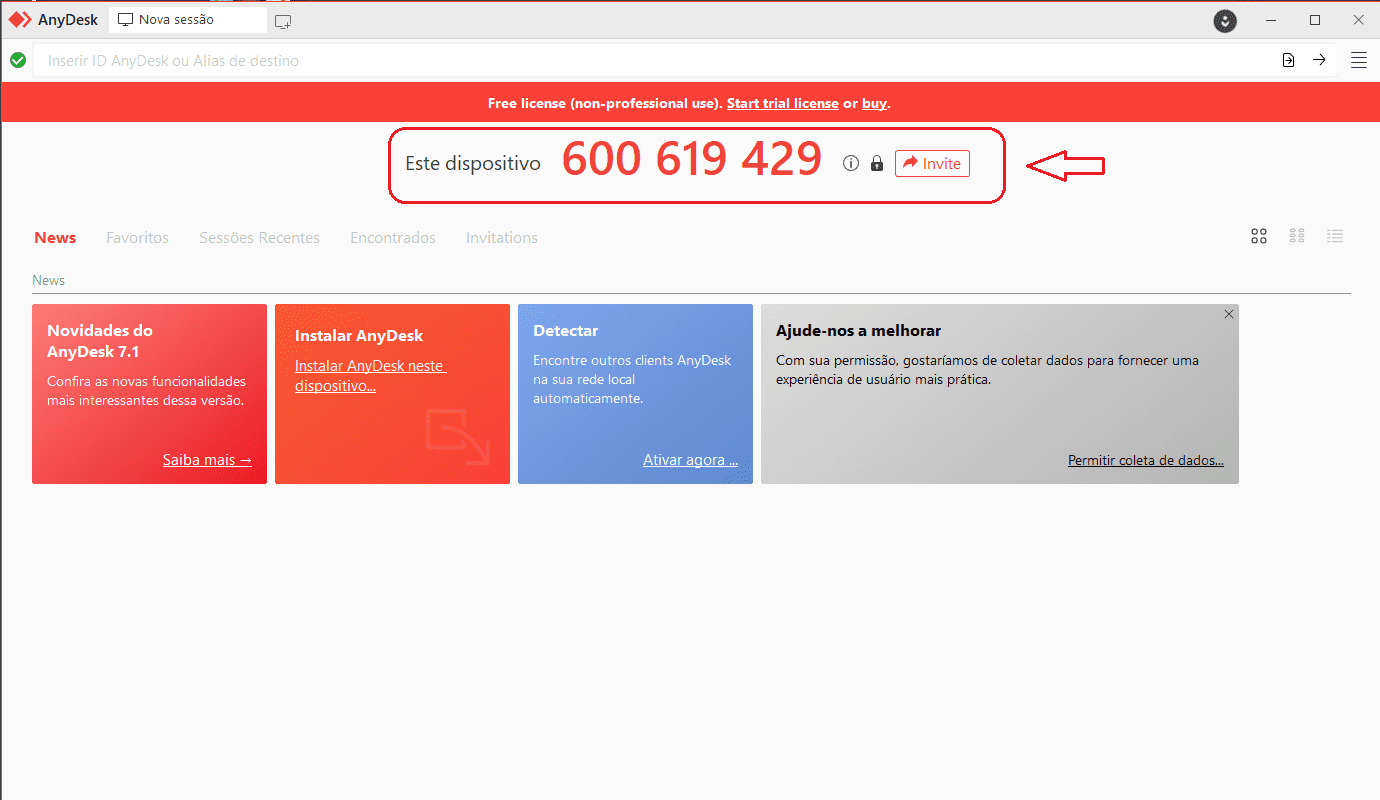 AnyDesk
Nova sessão
Inserir ID AnyDesk ou Alias de destino
Free license (non-professional use). Start trial license or buy.
Este dispositivo 600 619 429 Invite
News Favoritos Sessões Recentes Encontrados Invitations
News
Novidades do
AnyDesk 7.1
Confira as novas funcionalidades
mais interessantes dessa versão.
Saiba mais →
Instalar AnyDesk
Instalar AnyDesk neste
dispositivo...
Detectar
Encontre outros clients AnyDesk
na sua rede local
automaticamente.
Ativar agora ...
Ajude-nos a melhorar
Com sua permissão, gostaríamos de coletar dados para fornecer uma
experiência de usuário mais prática.
Permitir coleta de dados...